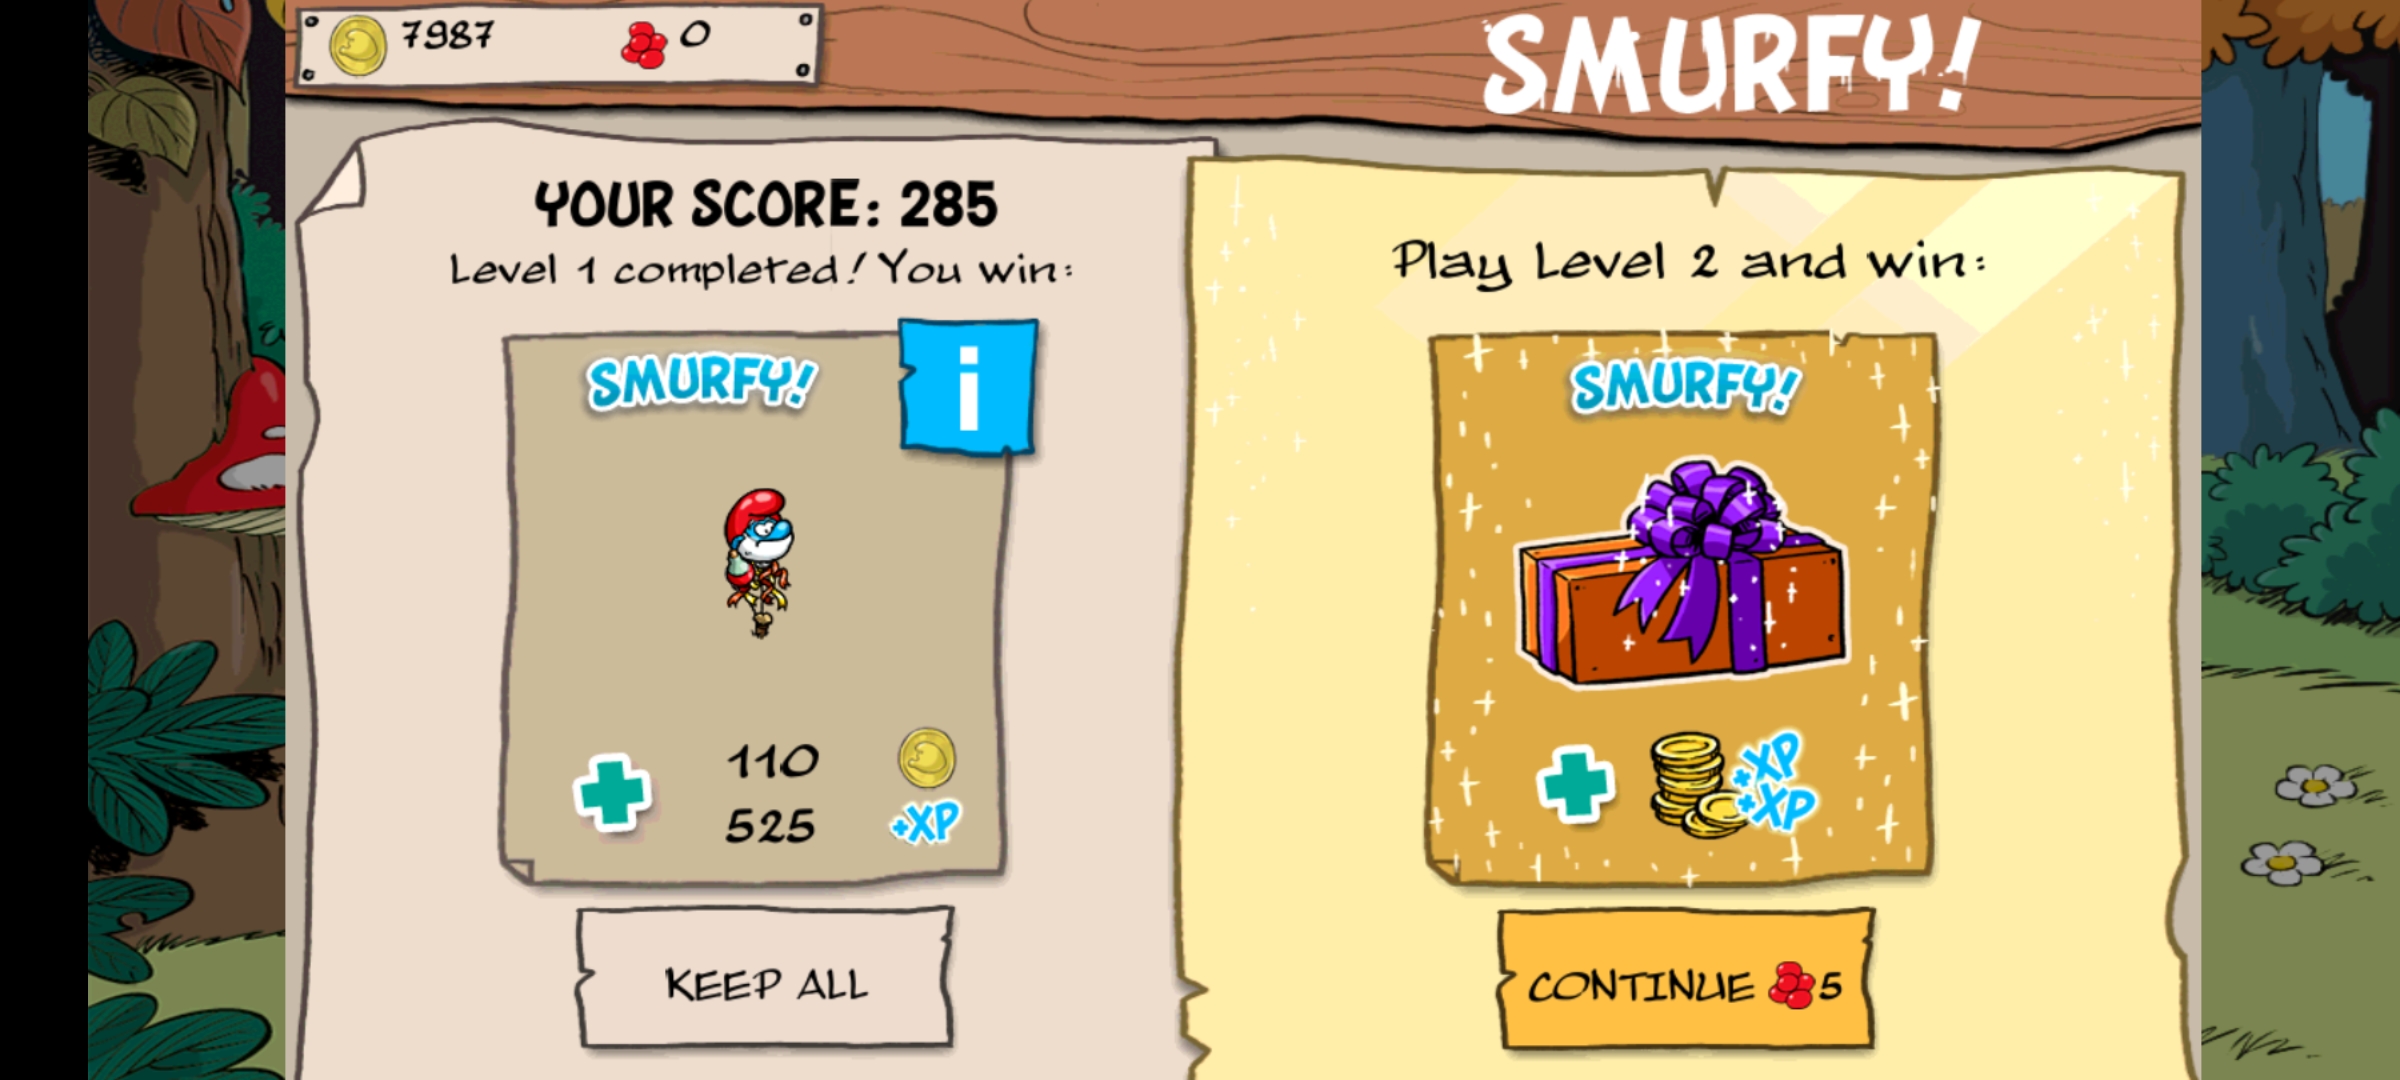 7987
0
SMURFY!
YOUR SCORE: 285
Level 1 completed! You win:
SMURFY!
i
110
525
+XP
KEEP ALL
Play Level 2 and win:
SMURFY!
+XP
+XP
CONTINUE 5